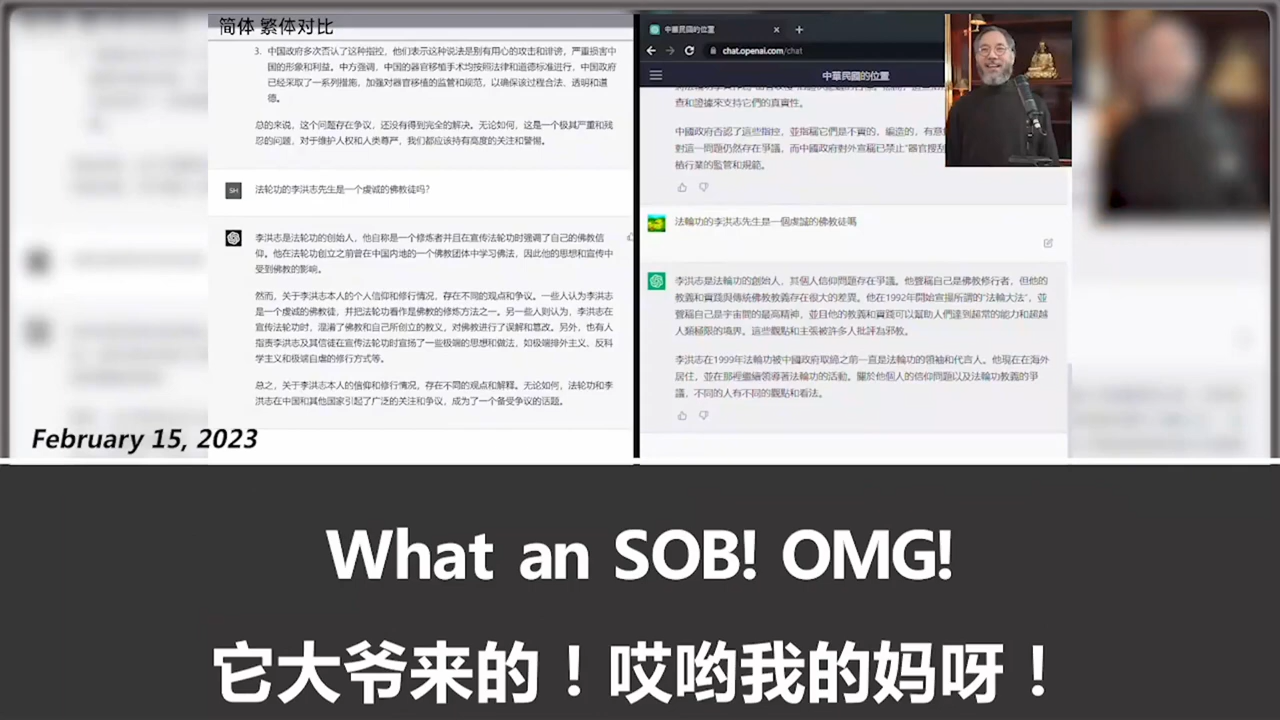 简体 繁体对比
3. 中国政府多次否认了这种指控，他们表示这种说法是别有用心的攻击和诽谤，严重损害中
国的形象和利益。中方强调，中国的器官移植手术均按照法律和道德标准进行，中国政府
已经采取了一系列措施，加强对器官移植的监管和规范，以确保该过程合法、透明和道
德。
总的来说，这个问题存在争议，还没有得到完全的解决。无论如何，这是一个极其严重和残
忍的问题，对于维护人权和人类尊严，我们都应该持有高度的关注和警惕。
SH
法轮功的李洪志先生是一个虔诚的佛教徒吗?
李洪志是法轮功的创始人，他自称是一个修炼者并且在宣传法轮功时强调了自己的佛教信
仰。他在法轮功创立之前曾在中国内地的一个佛教团体中学习佛法，因此他的思想和宣传中
受到佛教的影响。
然而，关于李洪志本人的个人信仰和修行情况，存在不同的观点和争议。一些人认为李洪志
是一个虔诚的佛教徒，并把法轮功看作是佛教的修炼方法之一。另一些人则认为，李洪志在
宣传法轮功时，混淆了佛教和自己所创立的教义，对佛教进行了误解和篡改。另外，也有人
指责李洪志及其信徒在宣传法轮功时宣扬了一些极端的思想和做法，如极端排外主义、反科
学主义和极端自虐的修行方式等。
总之，关于李洪志本人的信仰和修行情况，存在不同的观点和解释。无论如何，法轮功和李
洪志在中国和其他国家引起了广泛的关注和争议，成为了一个备受争议的话题。
中華民國的位置
chat.openai.com/chat
中華民國的位置
查和證據來支持它們的真實性。
中國政府否認了這些指控，並指稱它們是不實的，編造的，有意
對這一問題仍然存在爭議，而中國政府對外宣稱已禁止"器官搜刮
植行業的監管和規範。
法輪功的李洪志先生是一個虔誠的佛教徒嗎
李洪志是法輪功的創始人，其個人信仰問題存在爭議。他聲稱自己是佛教修行者，但他的
教義和實踐與傳統佛教教義存在很大的差異。他在1992年開始宣揚所謂的"法輪大法"，並
聲稱自己是宇宙間的最高精神，並且他的教義和實踐可以幫助人們達到超常的能力和超越
人類極限的境界。這些觀點和主張被許多人批評為邪教。
李洪志在1999年法輪功被中國政府取締之前一直是法輪功的領袖和代言人。他現在在海外
居住，並在那裡繼續領導著法輪功的活動。關於他個人的信仰問題以及法輪功教義的爭
議，不同的人有不同的觀點和看法。
February 15, 2023
What an SOB! OMG!
它大爷来的！哎哟我的妈呀！